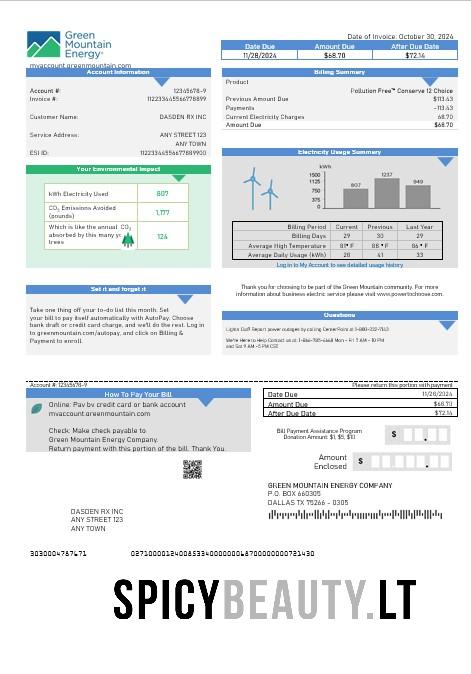 Green
Mountain
Energy
myaccount.greenmountain.com
Date of Invoice: October 30, 2024
Date Due Amount Due After Due Date
11/28/2024 $68.70 $72.14
Account Information
Account #: 12345678-9
Invoice #: 11223344556677889
Customer Name: DASDEN RX INC
Service Address: ANY STREET 123
ANY TOWN
ESI ID:
Billing Summary
Product
Pollution Free™ Conserve 12 Choice
Previous Amount Due $113.43
Payments -113.43
Current Electricity Charges 68.70
Amount Due $68.70
Your Environmental Impact
kWh Electricity Used 807
CO2 Emissions Avoided
(pounds) 1,177
Which is like the annual CO2
absorbed by this many
trees 124
Electricity Usage Summary
kWh
1500
1125
750
375
0
807 1237 949
Billing Period Current Previous Last Year
Billing Days 29 30 29
Average High Temperature 81° F 88° F 86° F
Average Daily Usage (kWh) 28 41 33
Log in to My Account to see detailed usage history
Set it and forget it
Take one thing off your to-do list this month. Set
your bill to pay itself automatically with AutoPay. Choose
bank draft or credit card charge, and we'll do the rest. Log in
to greenmountain.com/autopay, and click on Billing &
Payment to enroll.
Thank you for choosing to be part of the Green Mountain community. For more
information about business electric service please visit www.powertochoose.com.
Questions
Lights Out? Report power outages by calling CenterPoint at 1-800-332-7143
We're Here to Help Contact us at 1-866-785-4668 Mon - Fri 7 AM - 10 PM
and Sat 9 AM - 5 PM CST
Account #: 12345678-9
Please return this portion with payment
How To Pay Your Bill
Online: Pay by credit card or bank account
myaccount.greenmountain.com
Check: Make check payable to
Green Mountain Energy Company.
Return payment with this portion of the bill. Thank You.
Date Due 11/28/2024
Amount Due $68.70
After Due Date $72.14
Bill Payment Assistance Program
Donation Amount $1, $5, $10
$ .
Amount
Enclosed
$ .
GREEN MOUNTAIN ENERGY COMPANY
P.O. BOX 660305
DALLAS TX 75266 - 0305
DASDEN RX INC
ANY STREET 123
ANY TOWN
3030004787671
SPICYBEAUTY.LT